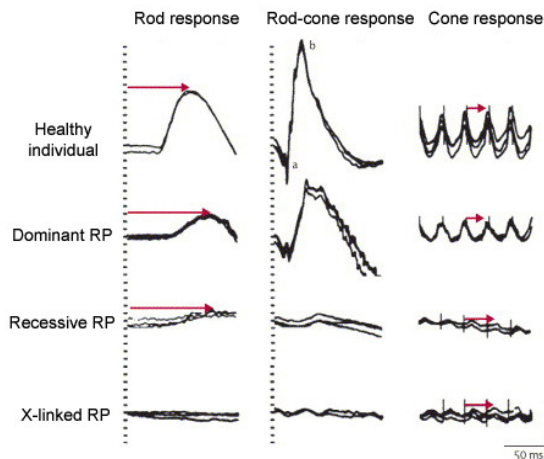 Rod response Rod-cone response Cone response
b
Healthy
individual
a
Dominant RP
Recessive RP
X-linked RP
50 ms